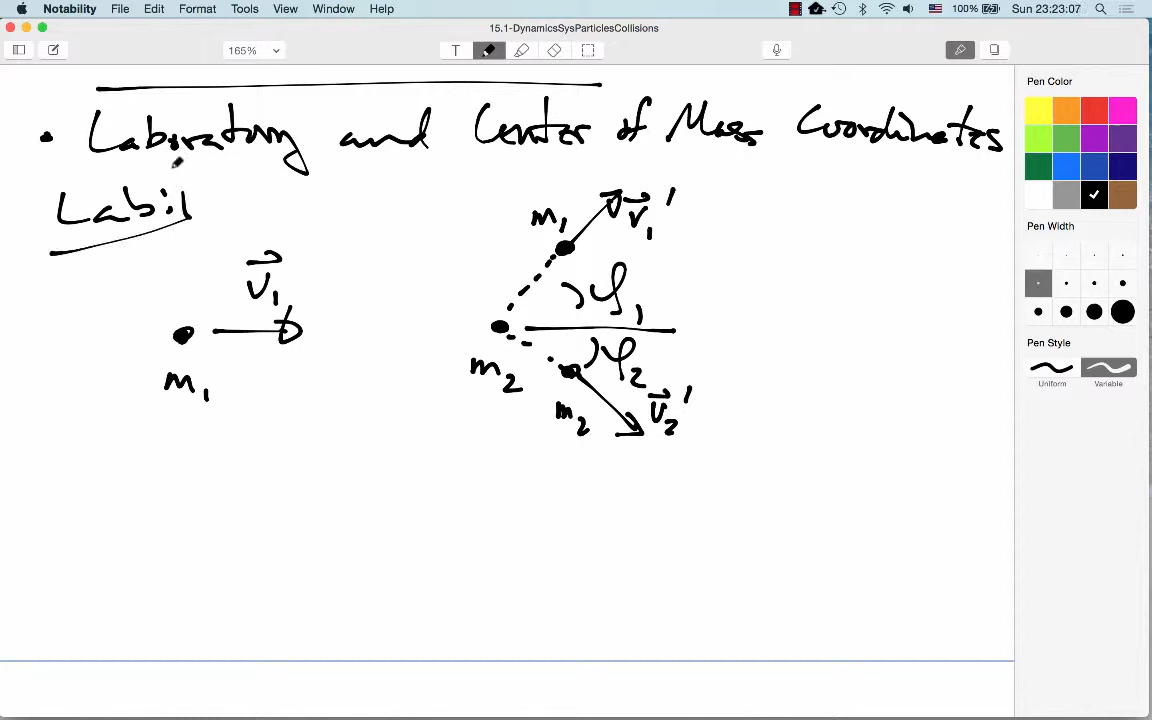 Notability File Edit Format Tools View Window Help 100% Sun 23:23:07
15.1-DynamicsSysParticlesCollisions
165% T
Pen Color
• Laboratory and Center of Mass Coordinates
Lab:
m₁ v⃗₁'
v⃗₁
φ₁
Pen Width
m₁
m₂ φ₂
m₂ v⃗₂'
Pen Style
Uniform Variable